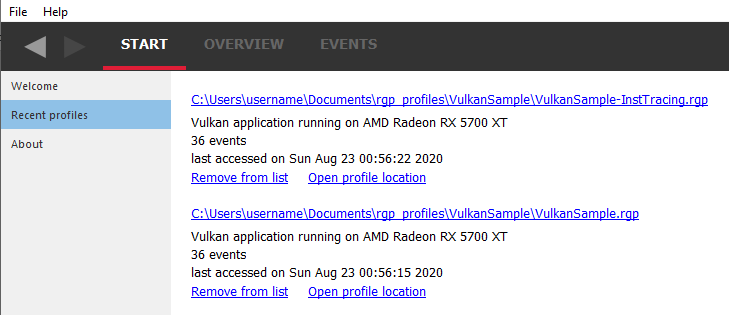 File Help
START OVERVIEW EVENTS
Welcome
Recent profiles
About
C:\Users\username\Documents\rgp_profiles\VulkanSample\VulkanSample-InstTracing.rgp
Vulkan application running on AMD Radeon RX 5700 XT
36 events
last accessed on Sun Aug 23 00:56:22 2020
Remove from list Open profile location
C:\Users\username\Documents\rgp_profiles\VulkanSample\VulkanSample.rgp
Vulkan application running on AMD Radeon RX 5700 XT
36 events
last accessed on Sun Aug 23 00:56:15 2020
Remove from list Open profile location